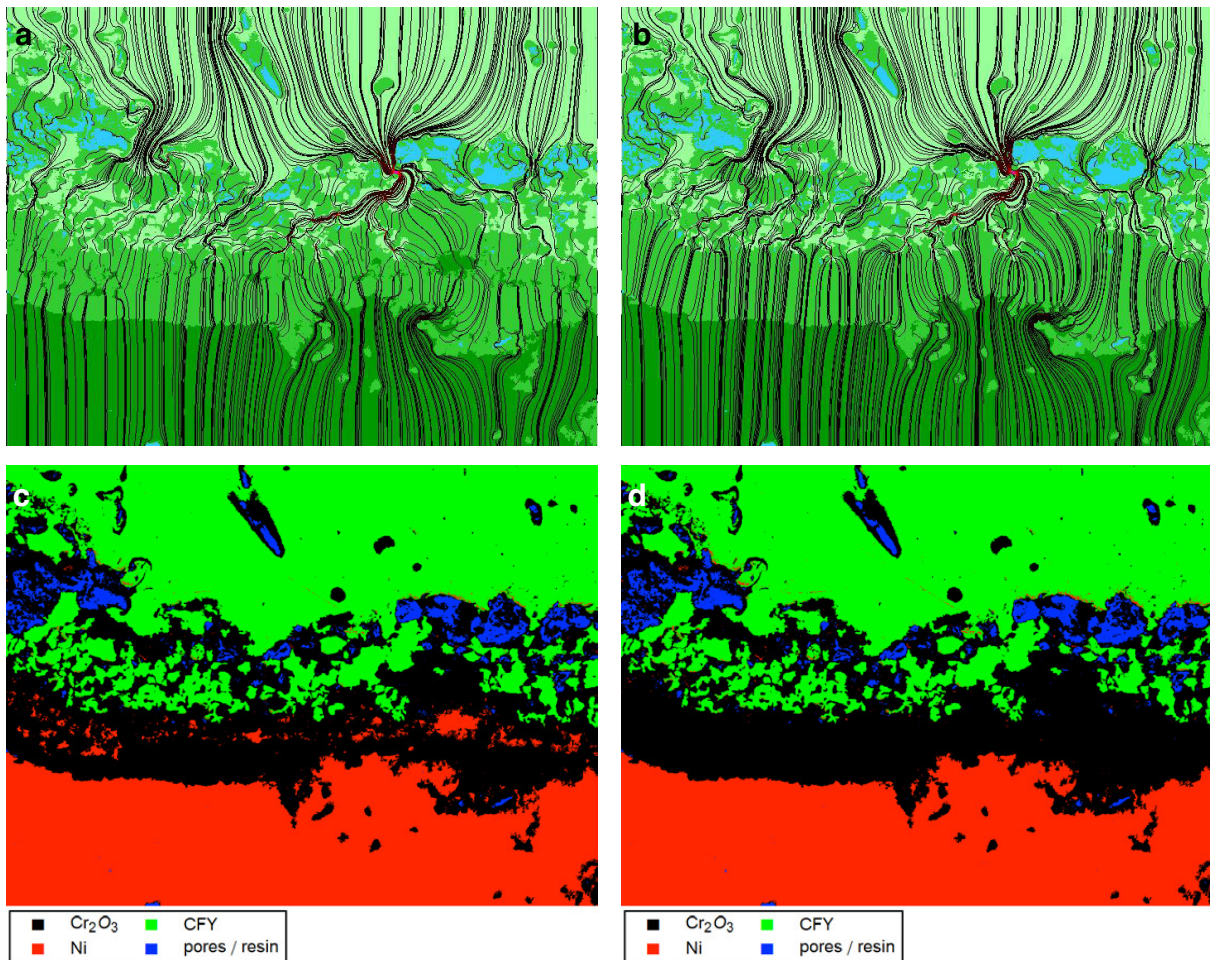 a
b
c
d
Cr₂O₃ CFY
Ni pores / resin
Cr₂O₃ CFY
Ni pores / resin